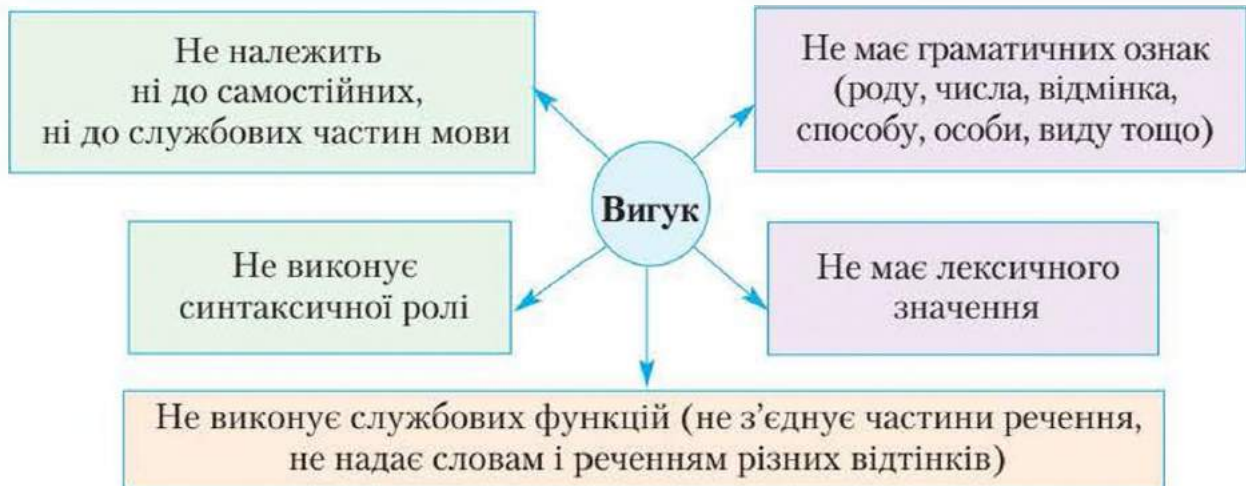 Не належить
ні до самостійних,
ні до службових частин мови
Не має граматичних ознак
(роду, числа, відмінка,
способу, особи, виду тощо)
Вигук
Не виконує
синтаксичної ролі
Не має лексичного
значення
Не виконує службових функцій (не з’єднує частини речення,
не надає словам і реченням різних відтінків)